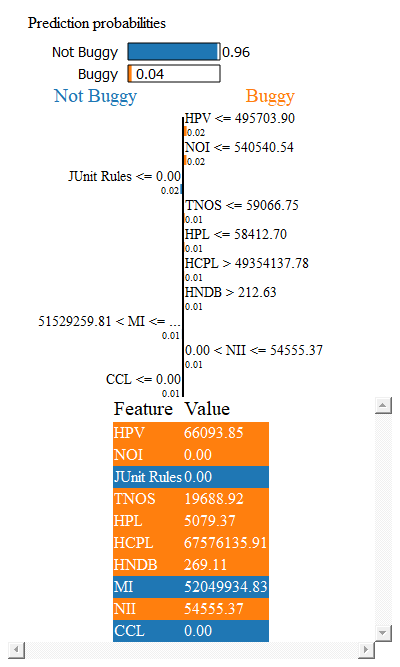 Prediction probabilities
Not Buggy 0.96
Buggy 0.04
Not Buggy Buggy
HPV <= 495703.90
0.02
NOI <= 540540.54
0.02
JUnit Rules <= 0.00
0.02
TNOS <= 59066.75
0.01
HPL <= 58412.70
0.01
HCPL > 49354137.78
0.01
HNDB > 212.63
0.01
51529259.81 < MI <= ...
0.01
0.00 < NII <= 54555.37
0.01
CCL <= 0.00
0.01
Feature Value
HPV 66093.85
NOI 0.00
JUnit Rules 0.00
TNOS 19688.92
HPL 5079.37
HCPL 67576135.91
HNDB 269.11
MI 52049934.83
NII 54555.37
CCL 0.00